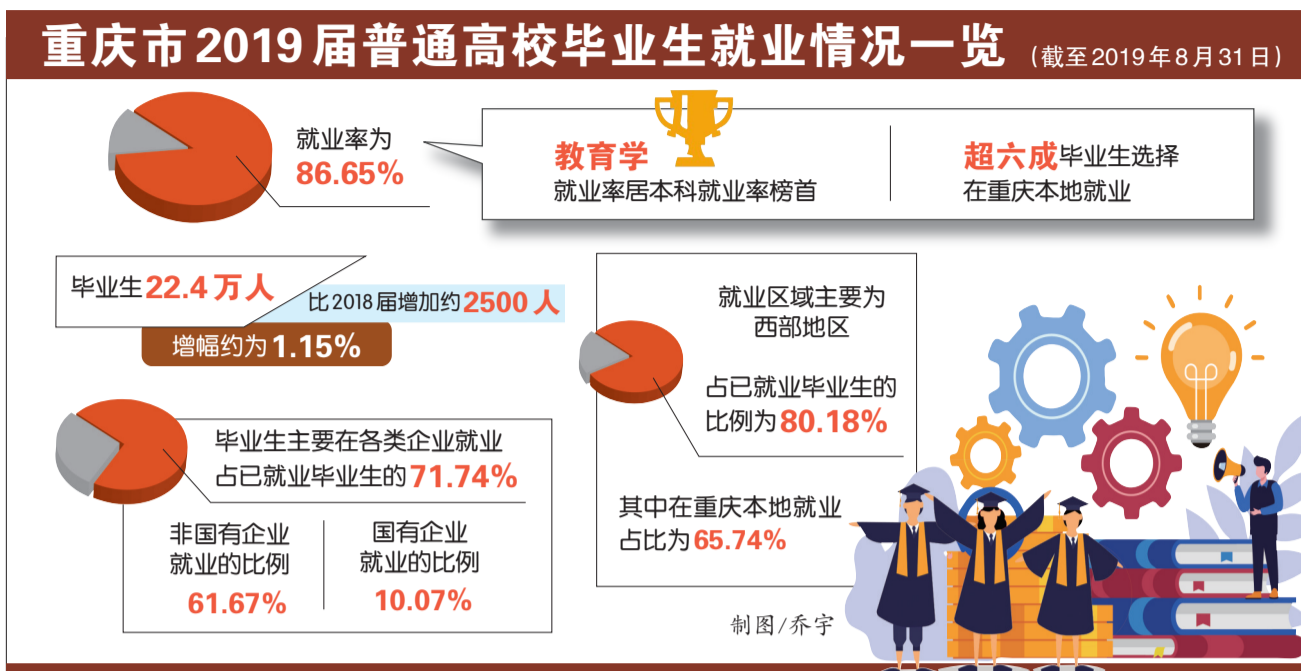 重庆市2019届普通高校毕业生就业情况一览 (截至2019年8月31日)
就业率为
86.65%
教育学
就业率居本科就业率榜首
超六成毕业生选择
在重庆本地就业
毕业生22.4万人
比2018届增加约2500人
增幅约为1.15%
就业区域主要为
西部地区
占已就业毕业生的
比例为80.18%
其中在重庆本地就业
占比为65.74%
毕业生主要在各类企业就业
占已就业毕业生的71.74%
非国有企业
就业的比例
61.67%
国有企业
就业的比例
10.07%
制图/乔宇